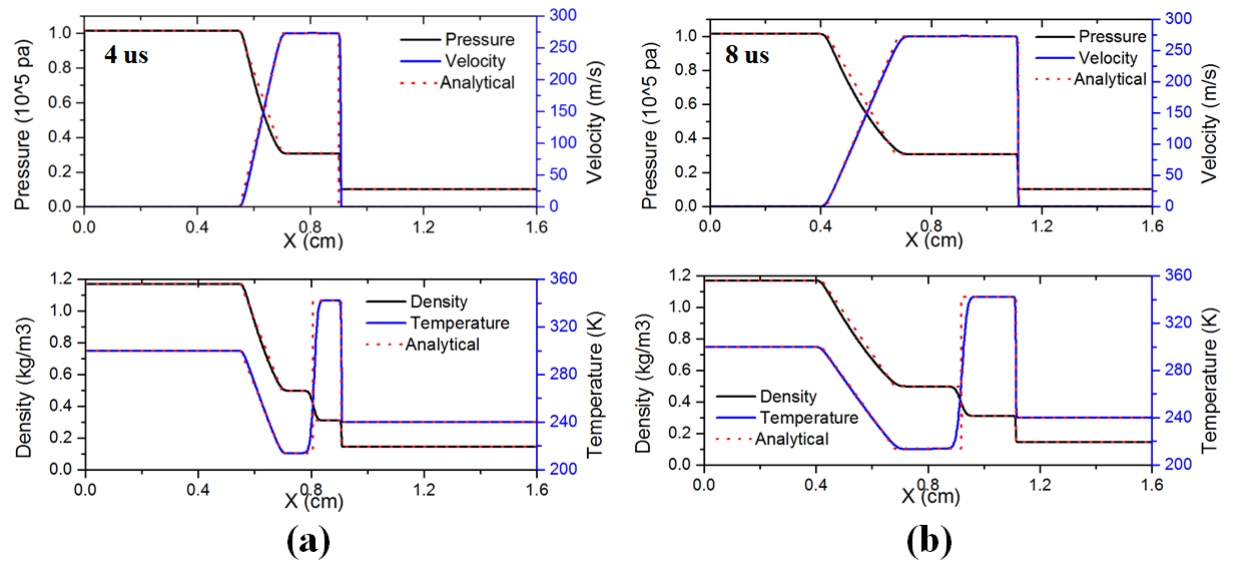 4 us
Pressure
Velocity
Analytical
Pressure (10^5 pa)
1.0
0.8
0.6
0.4
0.2
0.0
Velocity (m/s)
300
250
200
150
100
50
0
0.0 0.4 0.8 1.2 1.6
X (cm)
Density
Temperature
Analytical
Density (kg/m3)
1.2
1.0
0.8
0.6
0.4
0.2
0.0
Temperature (K)
360
320
280
240
200
0.0 0.4 0.8 1.2 1.6
X (cm)
(a)
8 us
Pressure
Velocity
Analytical
Pressure (10^5 pa)
1.0
0.8
0.6
0.4
0.2
0.0
Velocity (m/s)
300
250
200
150
100
50
0
0.0 0.4 0.8 1.2 1.6
X (cm)
Density
Temperature
Analytical
Density (kg/m3)
1.2
1.0
0.8
0.6
0.4
0.2
0.0
Temperature (K)
360
320
280
240
200
0.0 0.4 0.8 1.2 1.6
X (cm)
(b)